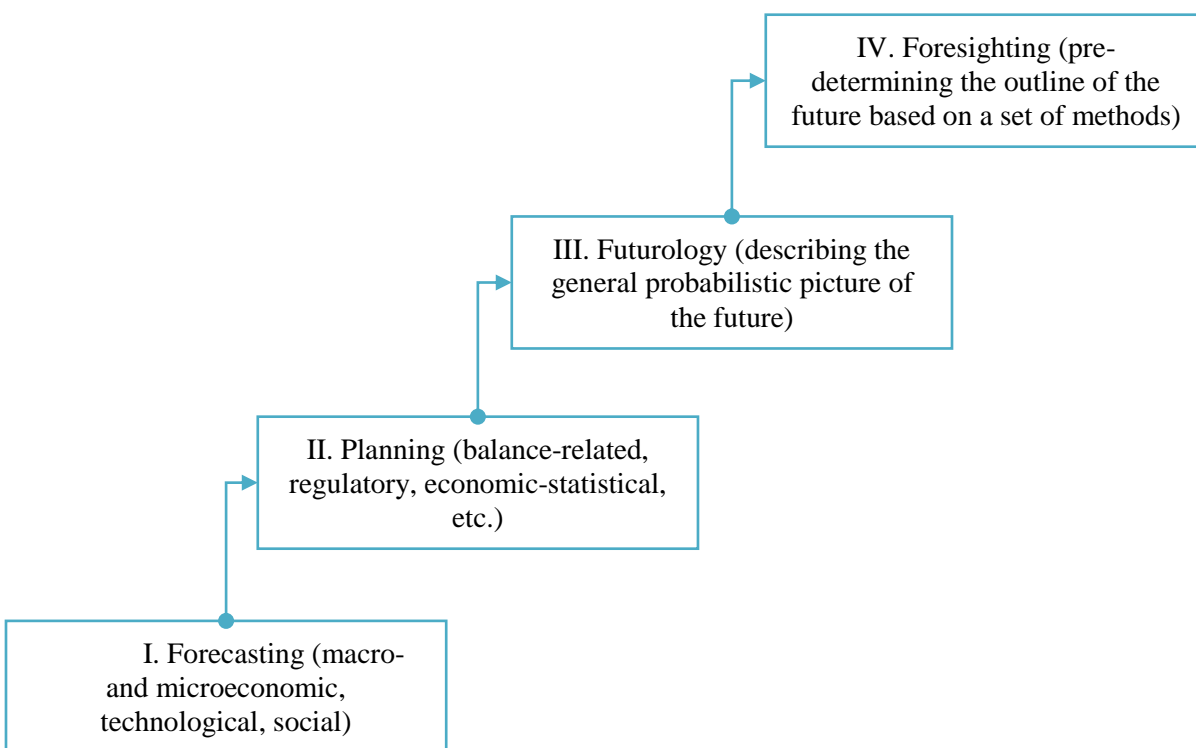 IV. Foresighting (pre-
determining the outline of the
future based on a set of methods)
III. Futurology (describing the
general probabilistic picture of
the future)
II. Planning (balance-related,
regulatory, economic-statistical,
etc.)
I. Forecasting (macro-
and microeconomic,
technological, social)